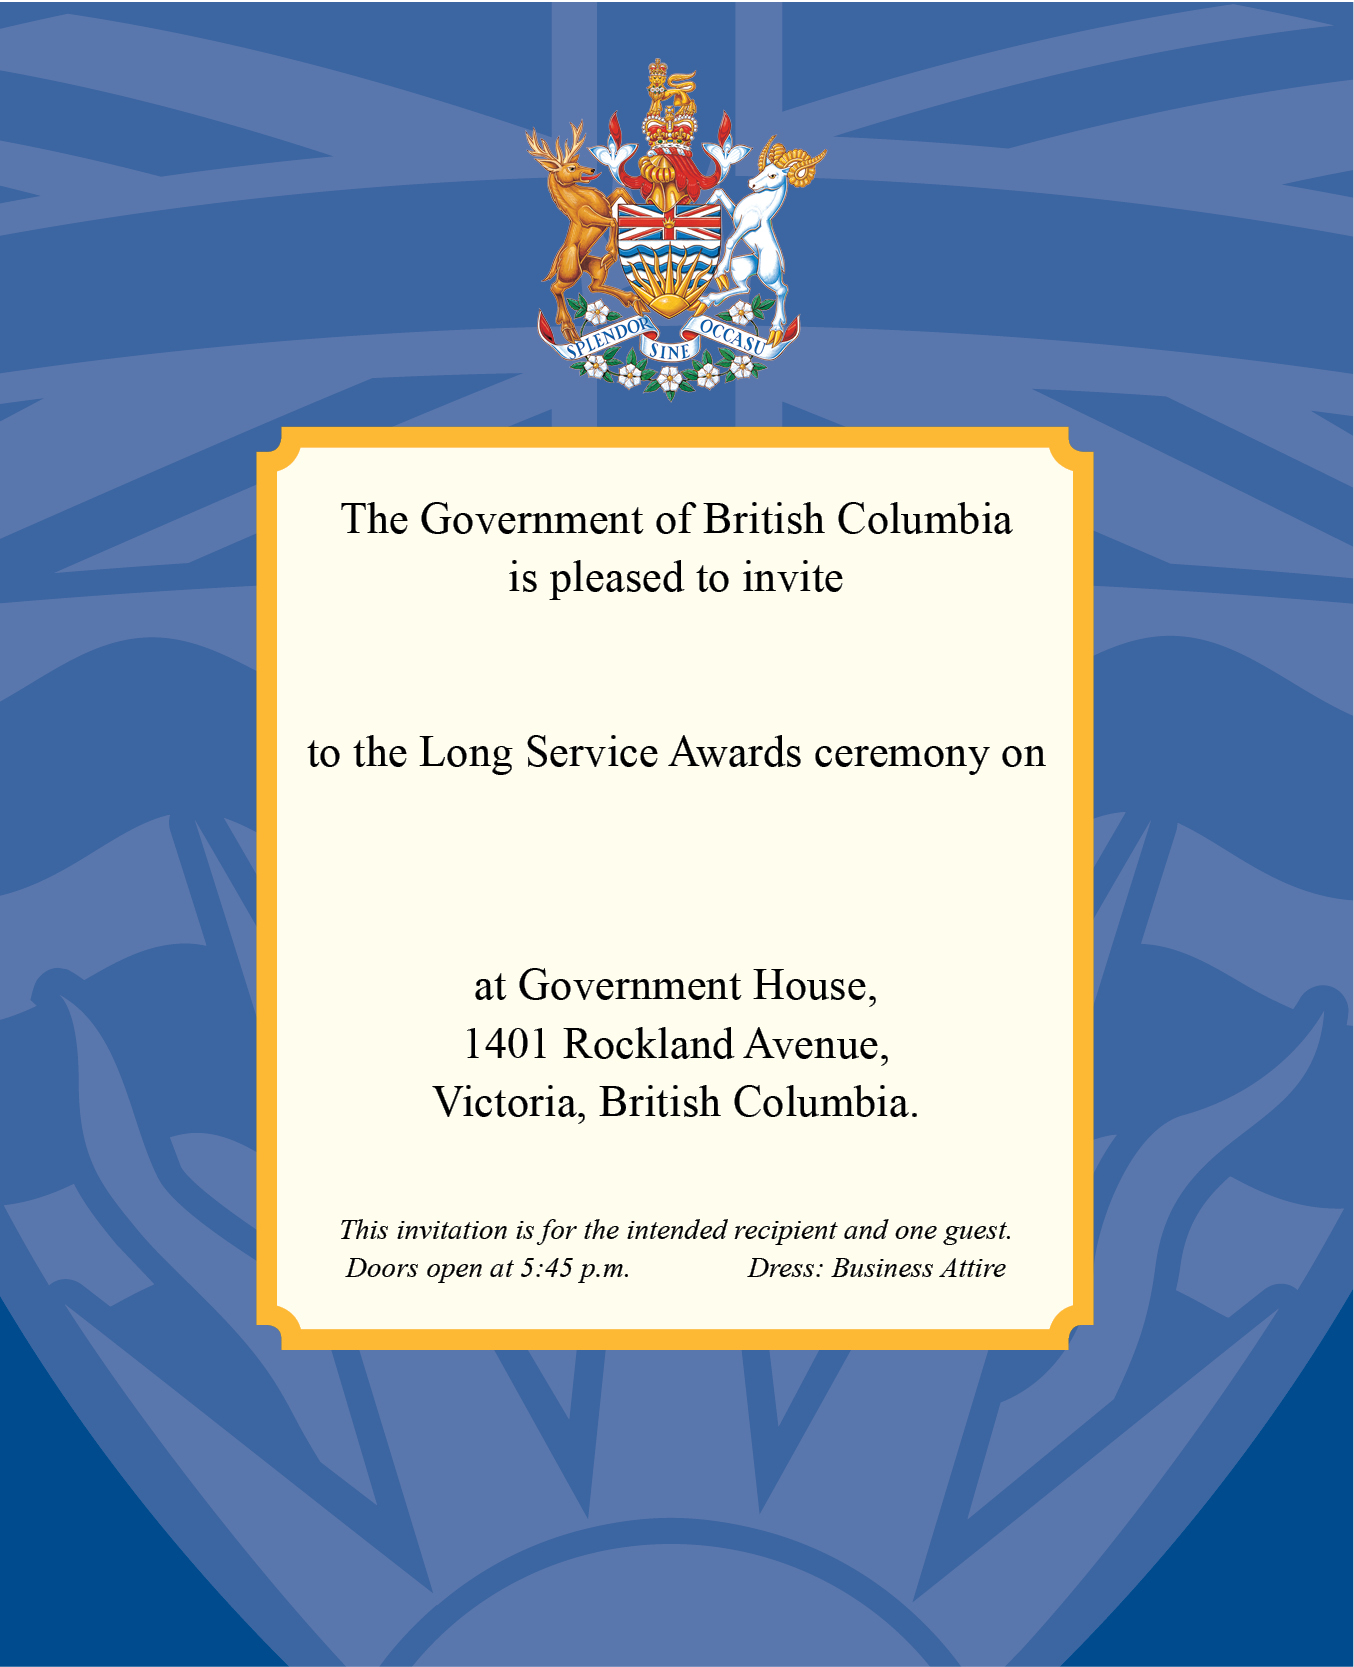 SPLENDOR SINE OCCASU
The Government of British Columbia
is pleased to invite
to the Long Service Awards ceremony on
at Government House,
1401 Rockland Avenue,
Victoria, British Columbia.
This invitation is for the intended recipient and one guest.
Doors open at 5:45 p.m. Dress: Business Attire